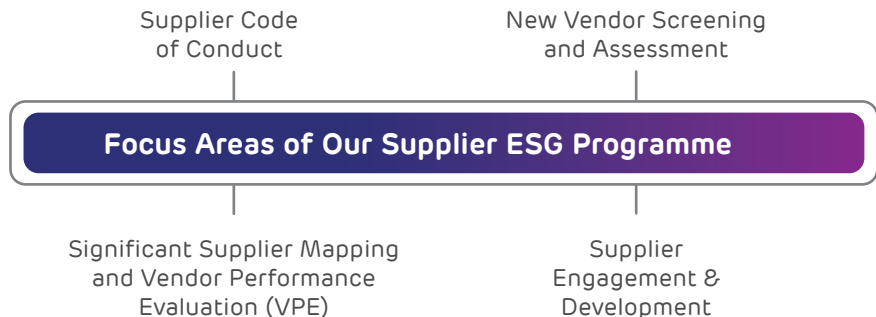 Supplier Code
of Conduct
New Vendor Screening
and Assessment
Focus Areas of Our Supplier ESG Programme
Significant Supplier Mapping
and Vendor Performance
Evaluation (VPE)
Supplier
Engagement &
Development